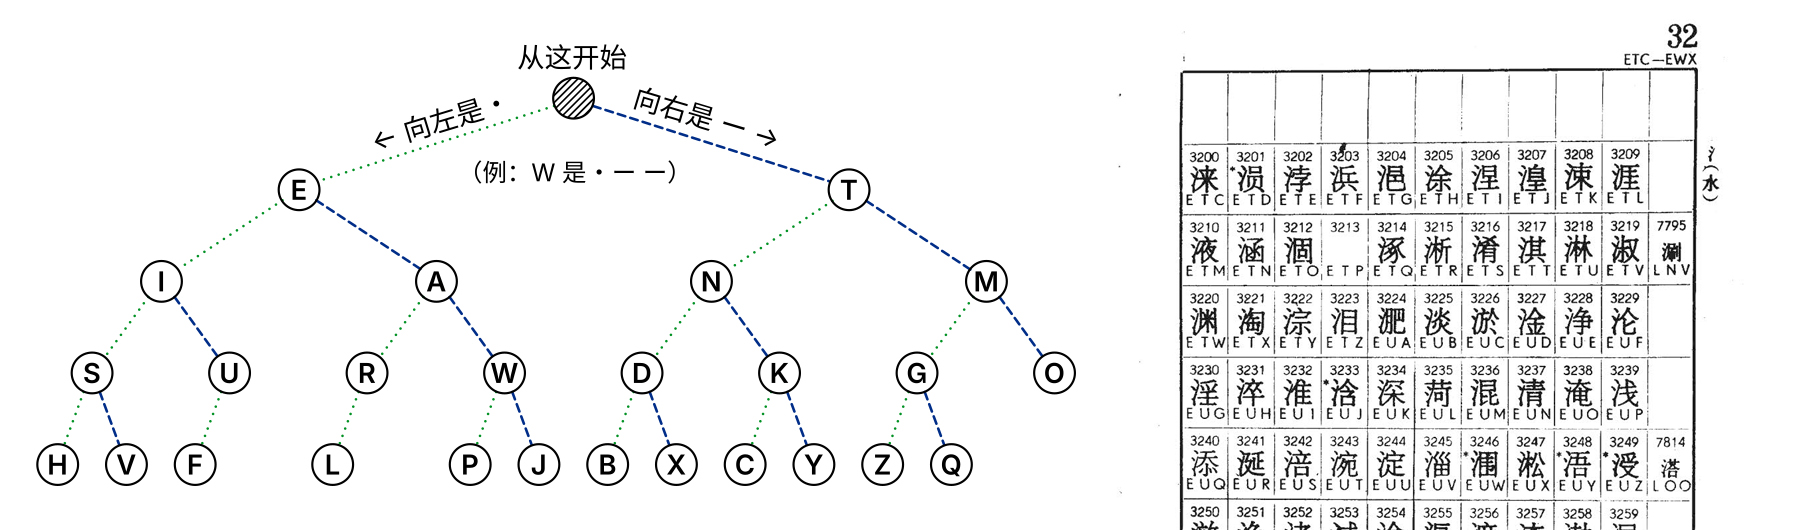 从这开始
← 向左是 •
向右是 — →
（例：W 是 • — —）
E T
I A N M
S U R W D K G O
H V F L P J B X C Y Z Q
32
ETC—EWX
氵（水）
3200 3201 3202 3203 3204 3205 3206 3207 3208 3209
涞 *涢 浡 浜 浥 涂 涅 湟 涑 涯
ETC ETD ETE ETF ETG ETH ETI ETJ ETK ETL
3210 3211 3212 3213 3214 3215 3216 3217 3218 3219 7795
液 涵 涸 涿 淅 淆 淇 淋 淑 涮
ETM ETN ETO ETP ETQ ETR ETS ETT ETU ETV LNV
3220 3221 3222 3223 3224 3225 3226 3227 3228 3229
渊 淘 淙 泪 淝 淡 淤 淦 净 沦
ETW ETX ETY ETZ EUA EUB EUC EUD EUE EUF
3230 3231 3232 3233 3234 3235 3236 3237 3238 3239
淫 淬 淮 *浛 深 菏 混 清 淹 浅
EUG EUH EUI EUJ EUK EUL EUM EUN EUO EUP
3240 3241 3242 3243 3244 3245 3246 3247 3248 3249 7814
添 涎 涪 涴 淀 淄 *涠 淞 *浯 *涭 溚
EUQ EUR EUS EUT EUU EUV EUW EUX EUY EUZ LOO
3250 3251 3252 3253 3254 3255 3256 3257 3258 3259